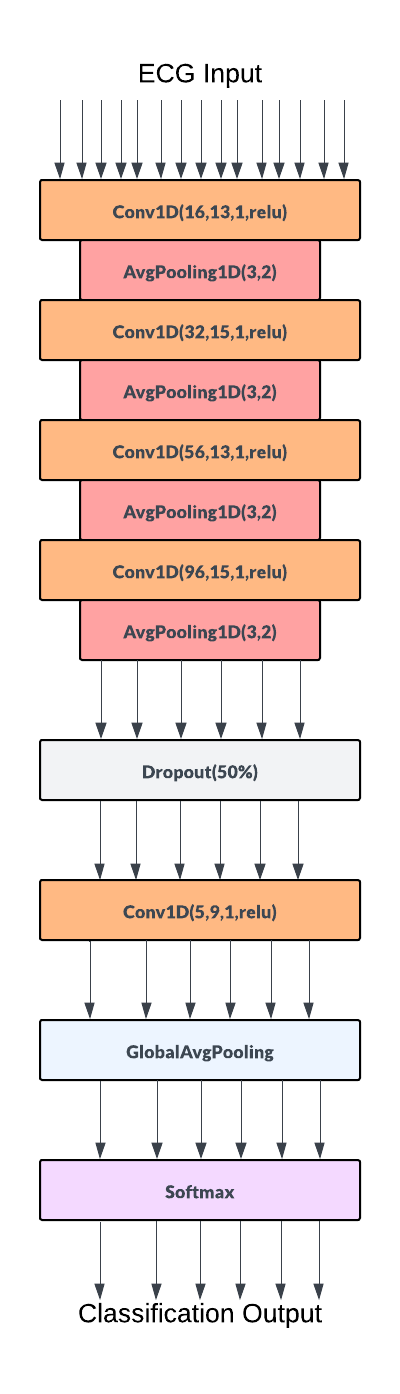 ECG Input
Conv1D(16,13,1,relu)
AvgPooling1D(3,2)
Conv1D(32,15,1,relu)
AvgPooling1D(3,2)
Conv1D(56,13,1,relu)
AvgPooling1D(3,2)
Conv1D(96,15,1,relu)
AvgPooling1D(3,2)
Dropout(50%)
Conv1D(5,9,1,relu)
GlobalAvgPooling
Softmax
Classification Output